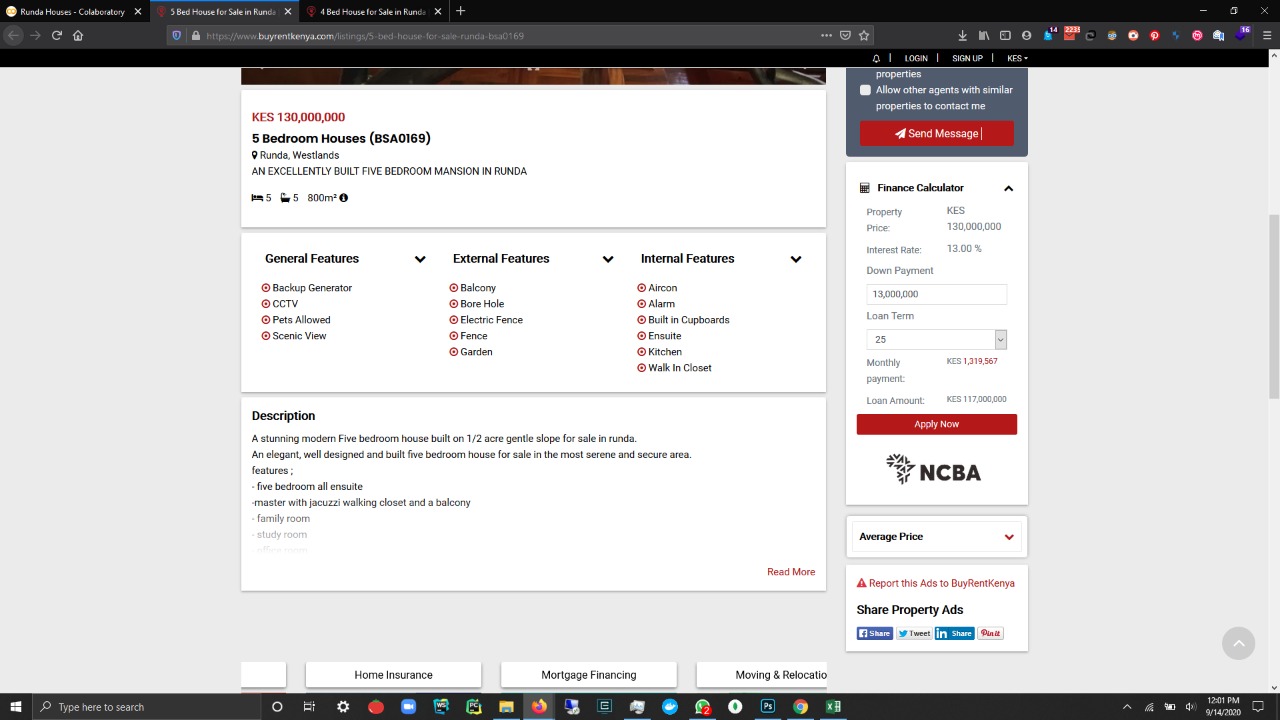 Runda Houses - Colaboratory
5 Bed House for Sale in Runda
4 Bed House for Sale in Runda
https://www.buyrentkenya.com/listings/5-bed-house-for-sale-runda-bsa0169
14
2235
16
LOGIN | SIGN UP | KES
KES 130,000,000
5 Bedroom Houses (BSA0169)
Runda, Westlands
AN EXCELLENTLY BUILT FIVE BEDROOM MANSION IN RUNDA
5 5 800m²
General Features
Backup Generator
CCTV
Pets Allowed
Scenic View
External Features
Balcony
Bore Hole
Electric Fence
Fence
Garden
Internal Features
Aircon
Alarm
Built in Cupboards
Ensuite
Kitchen
Walk In Closet
Description
A stunning modern Five bedroom house built on 1/2 acre gentle slope for sale in runda.
An elegant, well designed and built five bedroom house for sale in the most serene and secure area.
features ;
- five bedroom all ensuite
-master with jacuzzi walking closet and a balcony
- family room
- study room
- office room
Read More
Home Insurance
Mortgage Financing
Moving & Relocatio
properties
Allow other agents with similar
properties to contact me
Send Message
Finance Calculator
Property
Price:
KES
130,000,000
Interest Rate: 13.00 %
Down Payment
13,000,000
Loan Term
25
Monthly
payment:
KES 1,319,567
Loan Amount: KES 117,000,000
Apply Now
NCBA
Average Price
Report this Ads to BuyRentKenya
Share Property Ads
Share
Tweet
in Share
Pin it
Type here to search
WS
PC
2
Ps
12:01 PM
9/14/2020